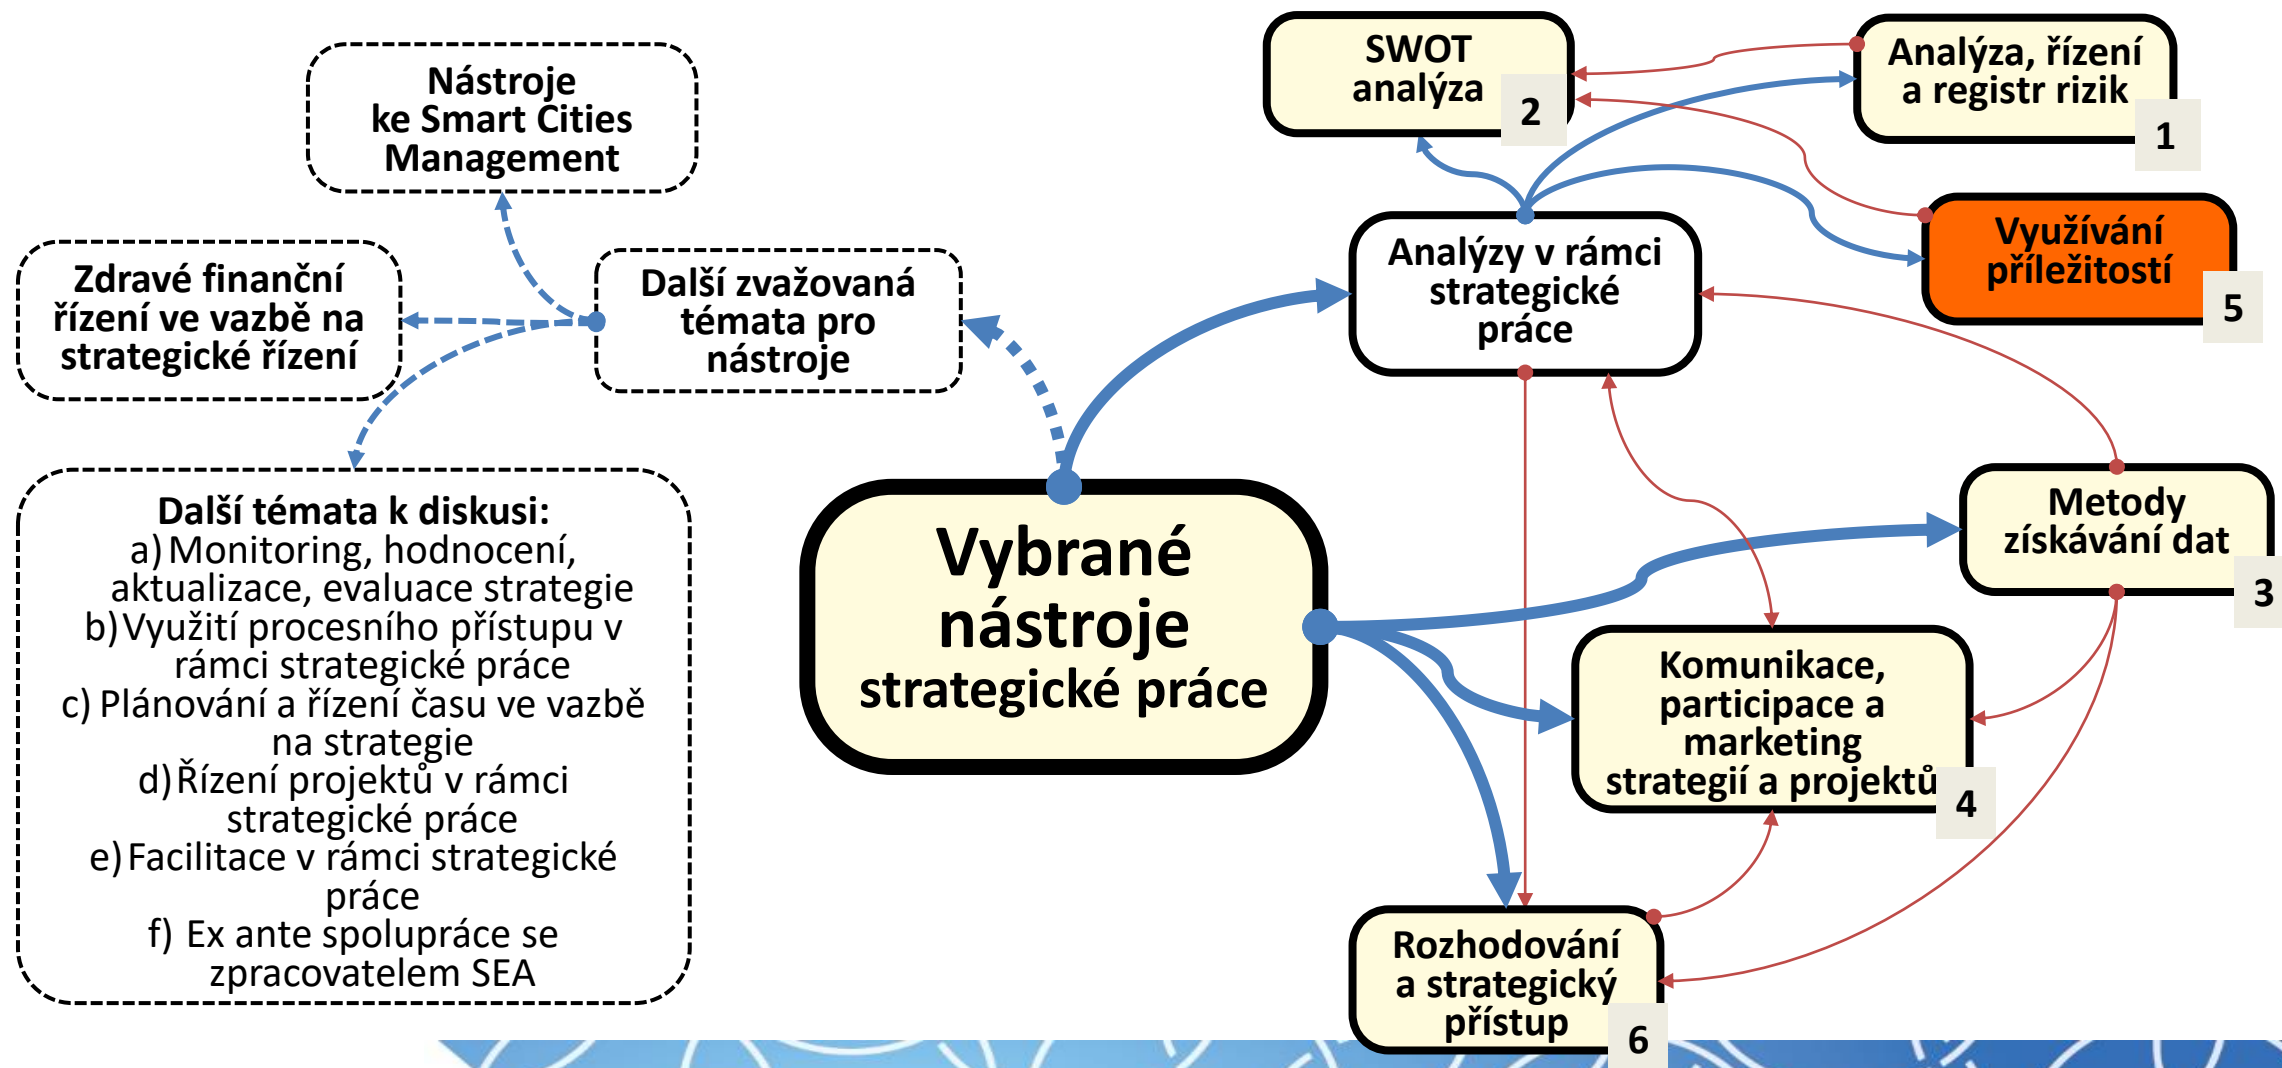 Nástroje
ke Smart Cities
Management
Zdravé finanční
řízení ve vazbě na
strategické řízení
Další zvažovaná
témata pro
nástroje
Další témata k diskusi:
a) Monitoring, hodnocení,
aktualizace, evaluace strategie
b) Využití procesního přístupu v
rámci strategické práce
c) Plánování a řízení času ve vazbě
na strategie
d) Řízení projektů v rámci
strategické práce
e) Facilitace v rámci strategické
práce
f) Ex ante spolupráce se
zpracovatelem SEA
Vybrané
nástroje
strategické práce
SWOT
analýza
2
Analýza, řízení
a registr rizik
1
Analýzy v rámci
strategické
práce
Využívání
příležitostí
5
Metody
získávání dat
3
Komunikace,
participace a
marketing
strategií a projektů
4
Rozhodování
a strategický
přístup
6